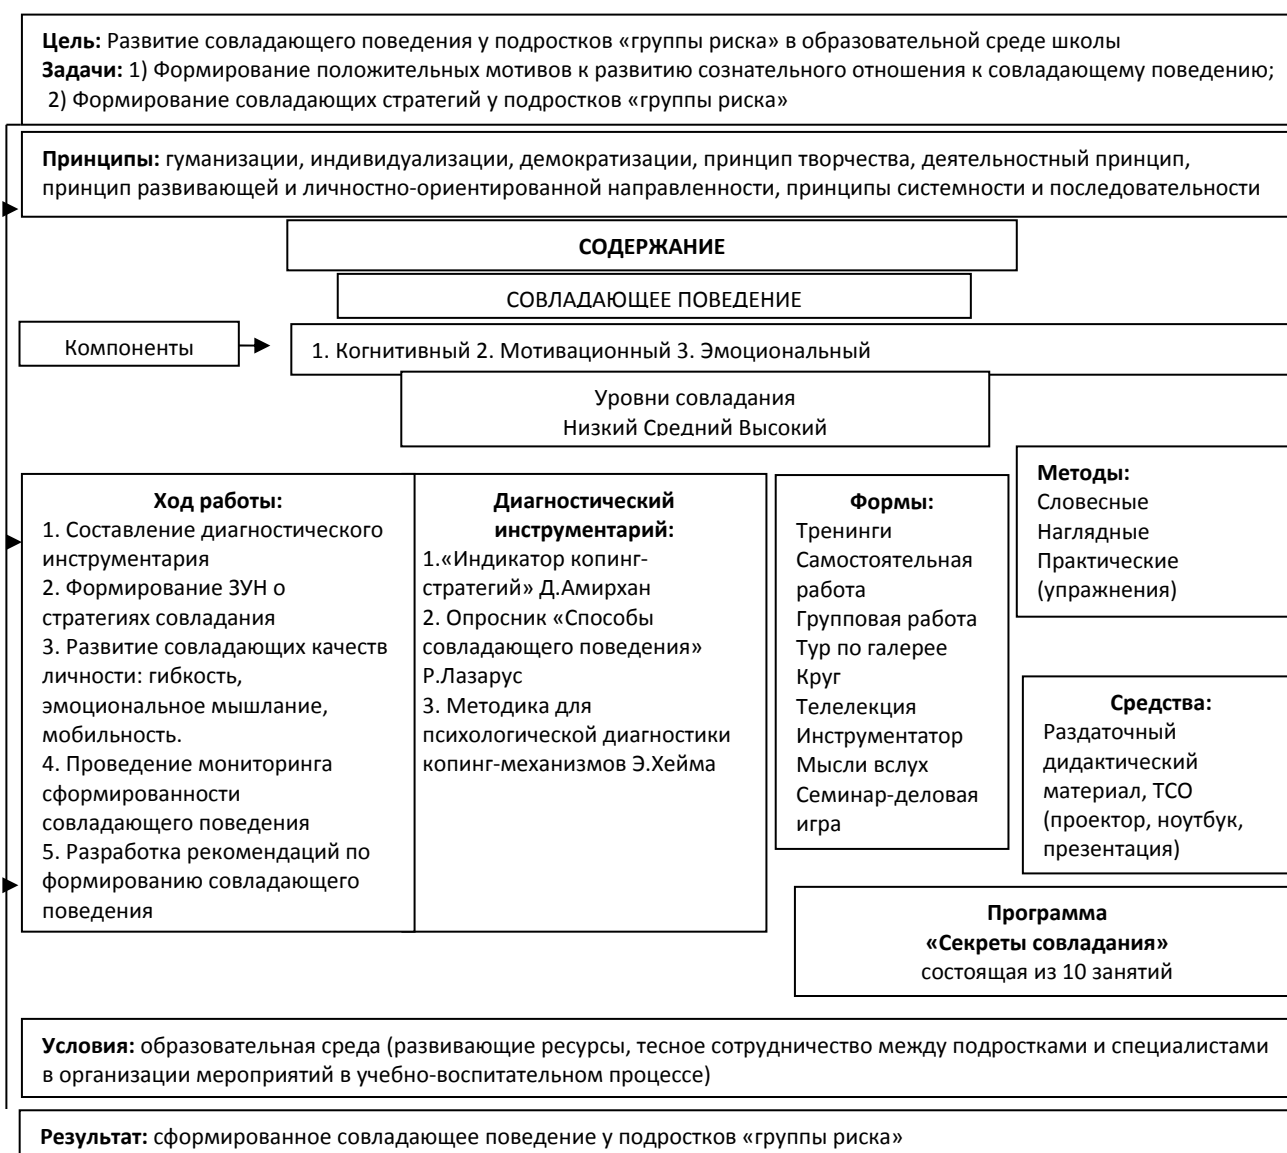 Цель: Развитие совладающего поведения у подростков «группы риска» в образовательной среде школы
Задачи: 1) Формирование положительных мотивов к развитию сознательного отношения к совладающему поведению;
2) Формирование совладающих стратегий у подростков «группы риска»
Принципы: гуманизации, индивидуализации, демократизации, принцип творчества, деятельностный принцип,
принцип развивающей и личностно-ориентированной направленности, принципы системности и последовательности
СОДЕРЖАНИЕ
СОВЛАДАЮЩЕЕ ПОВЕДЕНИЕ
Компоненты
1. Когнитивный 2. Мотивационный 3. Эмоциональный
Уровни совладания
Низкий Средний Высокий
Ход работы:
1. Составление диагностического
инструментария
2. Формирование ЗУН о
стратегиях совладания
3. Развитие совладающих качеств
личности: гибкость,
эмоциональное мышлание,
мобильность.
4. Проведение мониторинга
сформированности
совладающего поведения
5. Разработка рекомендаций по
формированию совладающего
поведения
Диагностический
инструментарий:
1.«Индикатор копинг-
стратегий» Д.Амирхан
2. Опросник «Способы
совладающего поведения»
Р.Лазарус
3. Методика для
психологической диагностики
копинг-механизмов Э.Хейма
Формы:
Тренинги
Самостоятельная
работа
Групповая работа
Тур по галерее
Круг
Телелекция
Инструментатор
Мысли вслух
Семинар-деловая
игра
Методы:
Словесные
Наглядные
Практические
(упражнения)
Средства:
Раздаточный
дидактический
материал, ТСО
(проектор, ноутбук,
презентация)
Программа
«Секреты совладания»
состоящая из 10 занятий
Условия: образовательная среда (развивающие ресурсы, тесное сотрудничество между подростками и специалистами
в организации мероприятий в учебно-воспитательном процессе)
Результат: сформированное совладающее поведение у подростков «группы риска»